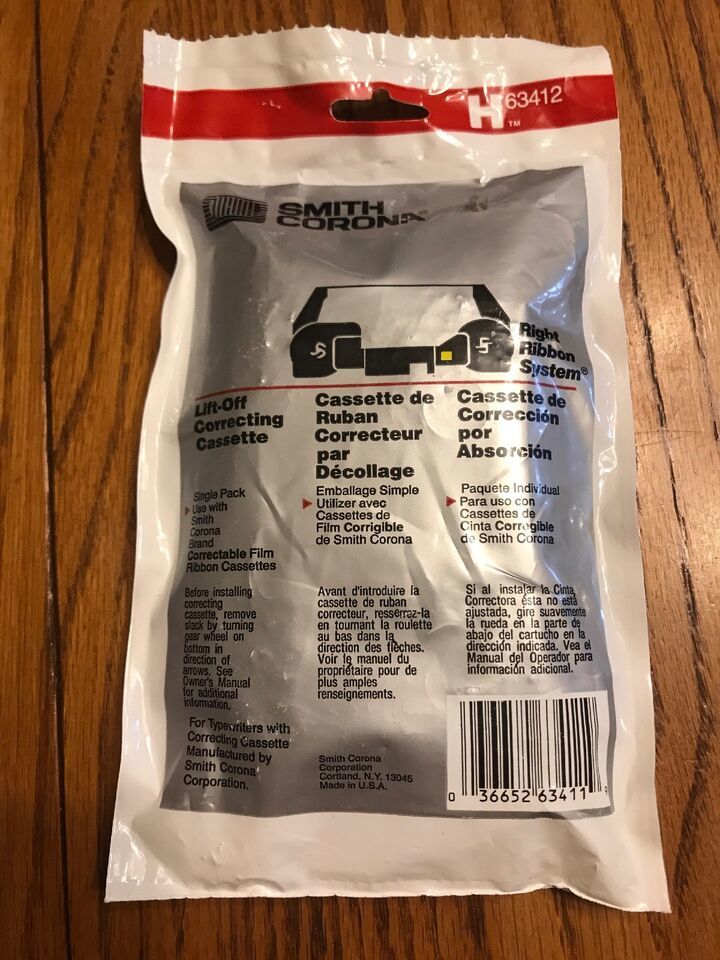 H 63412
TM
SMITH
CORONA®
Right
Ribbon
System®
Lift-Off
Correcting
Cassette
Single Pack
Use with
Smith
Corona
Brand
Correctable Film
Ribbon Cassettes
Before installing
correcting
cassette, remove
slack by turning
gear wheel on
bottom in
direction of
arrows. See
Owner's Manual
for additional
information.
For Typewriters with
Correcting Cassette
Manufactured by
Smith Corona
Corporation.
Cassette de
Ruban
Correcteur
par
Décollage
Emballage Simple
Utilizer avec
Cassettes de
Film Corrigible
de Smith Corona
Avant d'introduire la
cassette de ruban
correcteur, resserrez-la
en tournant la roulette
au bas dans la
direction des flèches.
Voir le manuel du
propriétaire pour de
plus amples
renseignements.
Smith Corona
Corporation
Cortland, N.Y. 13045
Made in U.S.A.
Cassette de
Corrección
por
Absorción
Paquete Individual
Para uso con
Cassettes de
Cinta Corregible
de Smith Corona
Si al instalar la Cinta
Correctora ésta no está
ajustada, gire suavemente
la rueda en la parte de
abajo del cartucho en la
dirección indicada. Vea el
Manual del Operador para
información adicional.
0 36652 63411 9